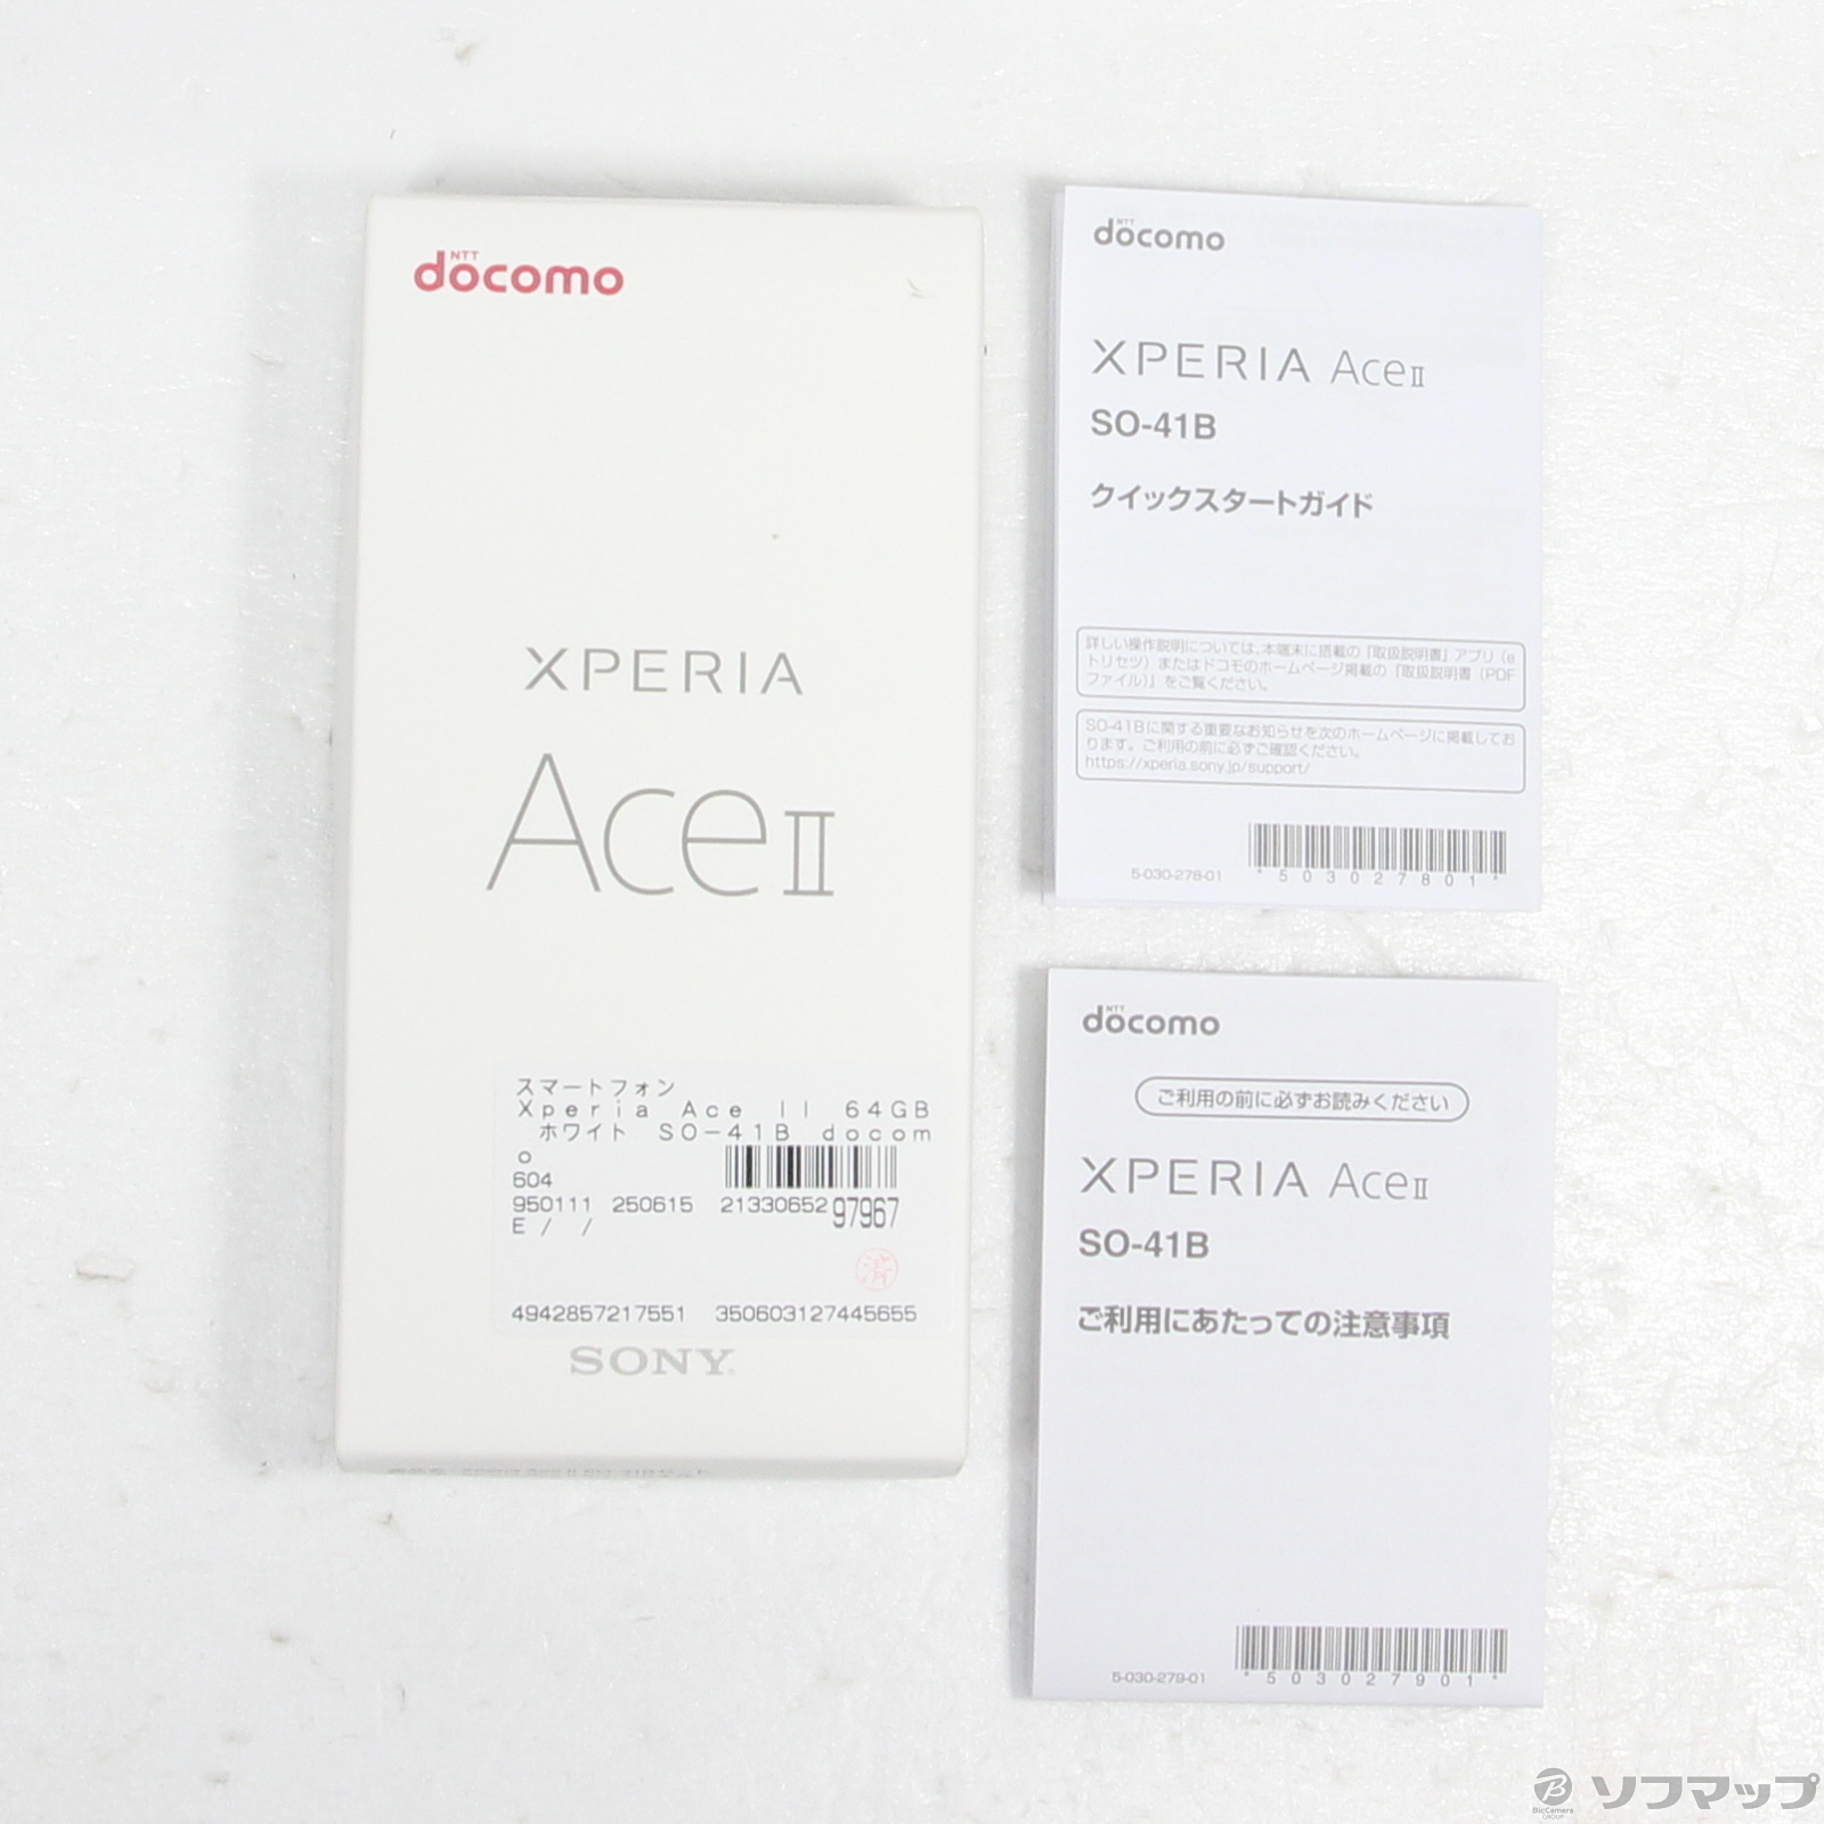 NTT
docomo
XPERIA
Ace II
スマートフォン
Xperia Ace II 64GB
ホワイト SO-41B docom
o
604
950111 250615 21330652 97967
E / /
済
4942857217551 350603127445655
SONY
NTT
docomo
XPERIA Ace II
SO-41B
クイックスタートガイド
詳しい操作説明については、本端末に搭載の「取扱説明書」アプリ(e
トリセツ)またはドコモのホームページ掲載の「取扱説明書(PDF
ファイル)」をご覧ください。
SO-41Bに関する重要なお知らせを次のホームページに掲載してお
ります。ご利用の前に必ずご確認ください。
https://xperia.sony.jp/support/
5-030-278-01
*503027801*
NTT
docomo
ご利用の前に必ずお読みください
XPERIA Ace II
SO-41B
ご利用にあたっての注意事項
5-030-279-01
*503027901*
B
BicCamera
GROUP
ソフマップ